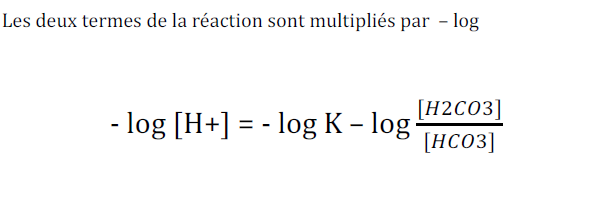 Les deux termes de la réaction sont multipliés par – log
- log [H+] = - log K – log [H2CO3]
[HCO3]